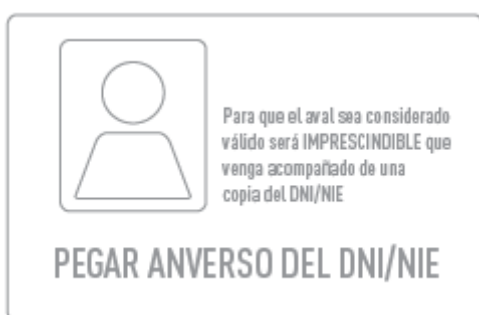 Para que el aval sea considerado
válido será IMPRESCINDIBLE que
venga acompañado de una
copia del DNI/NIE
PEGAR ANVERSO DEL DNI/NIE